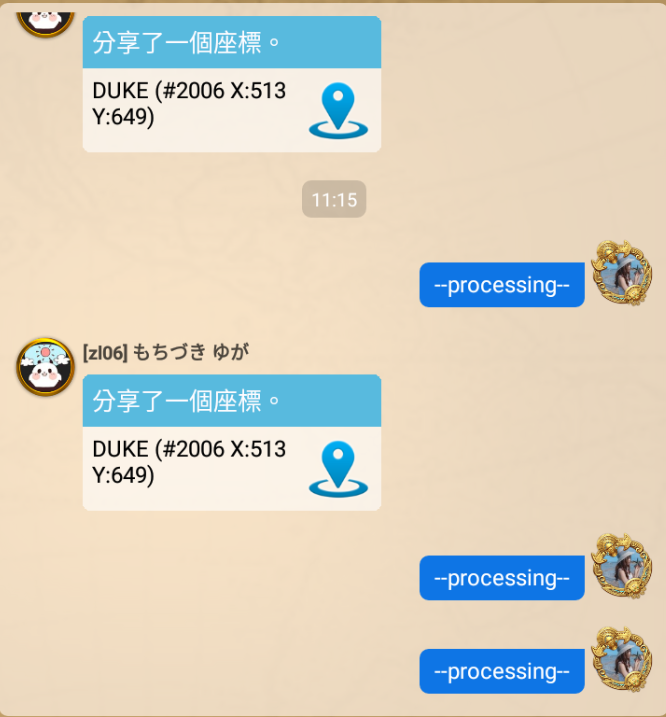 分享了一個座標。
DUKE (#2006 X:513
Y:649)
11:15
--processing--
[zl06] もちづき ゆが
分享了一個座標。
DUKE (#2006 X:513
Y:649)
--processing--
--processing--